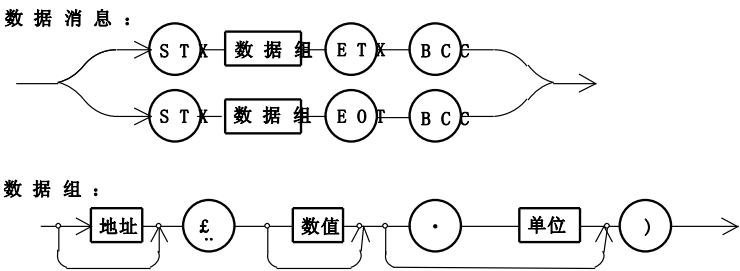 数据消息：
STX 数据组 ETX BCC
STX 数据组 EOT BCC
数据组：
地址 £ 数值 · 单位 )